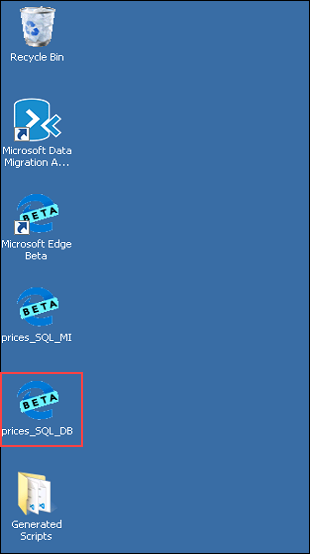 Recycle Bin
Microsoft Data
Migration A...
BETA
Microsoft Edge
Beta
BETA
prices_SQL_MI
BETA
prices_SQL_DB
Generated
Scripts